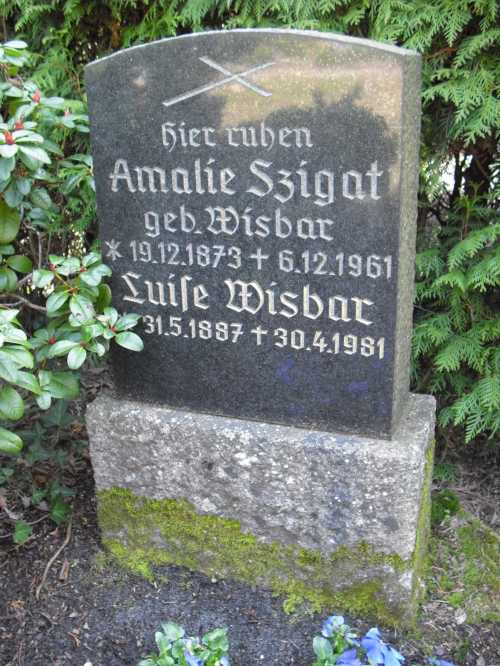 Hier ruhen
Amalie Szigat
geb. Wisbar
* 19.12.1873 + 6.12.1961
Luiſe Wisbar
31.5.1887 + 30.4.1981